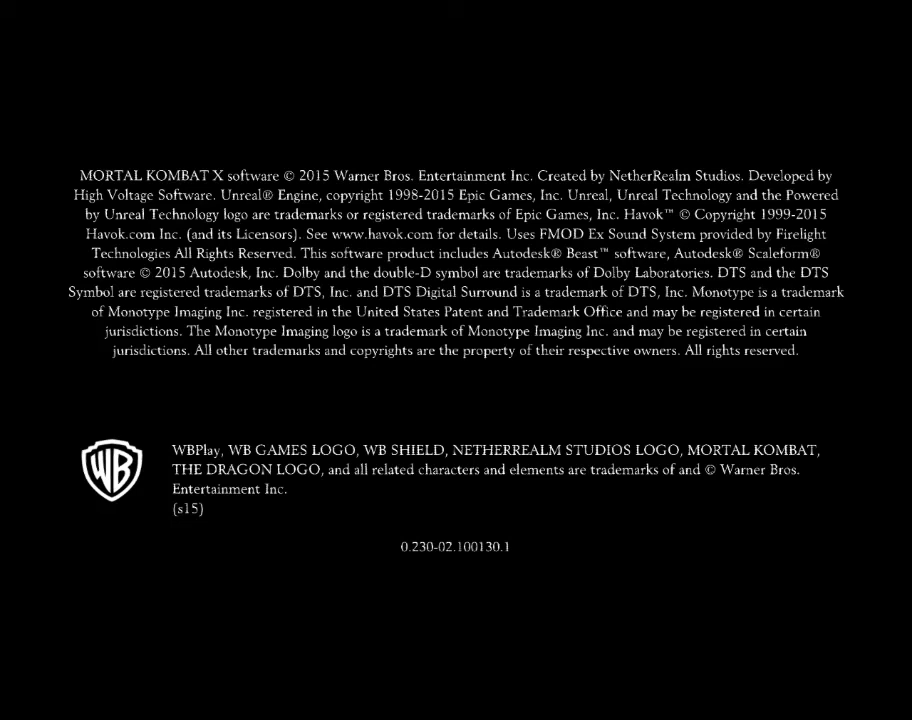 MORTAL KOMBAT X software © 2015 Warner Bros. Entertainment Inc. Created by NetherRealm Studios. Developed by
High Voltage Software. Unreal® Engine, copyright 1998-2015 Epic Games, Inc. Unreal, Unreal Technology and the Powered
by Unreal Technology logo are trademarks or registered trademarks of Epic Games, Inc. Havok™ © Copyright 1999-2015
Havok.com Inc. (and its Licensors). See www.havok.com for details. Uses FMOD Ex Sound System provided by Firelight
Technologies All Rights Reserved. This software product includes Autodesk® Beast™ software, Autodesk® Scaleform®
software © 2015 Autodesk, Inc. Dolby and the double-D symbol are trademarks of Dolby Laboratories. DTS and the DTS
Symbol are registered trademarks of DTS, Inc. and DTS Digital Surround is a trademark of DTS, Inc. Monotype is a trademark
of Monotype Imaging Inc. registered in the United States Patent and Trademark Office and may be registered in certain
jurisdictions. The Monotype Imaging logo is a trademark of Monotype Imaging Inc. and may be registered in certain
jurisdictions. All other trademarks and copyrights are the property of their respective owners. All rights reserved.
WB
WBPlay, WB GAMES LOGO, WB SHIELD, NETHERREALM STUDIOS LOGO, MORTAL KOMBAT,
THE DRAGON LOGO, and all related characters and elements are trademarks of and © Warner Bros.
Entertainment Inc.
(s15)
0.230-02.100130.1